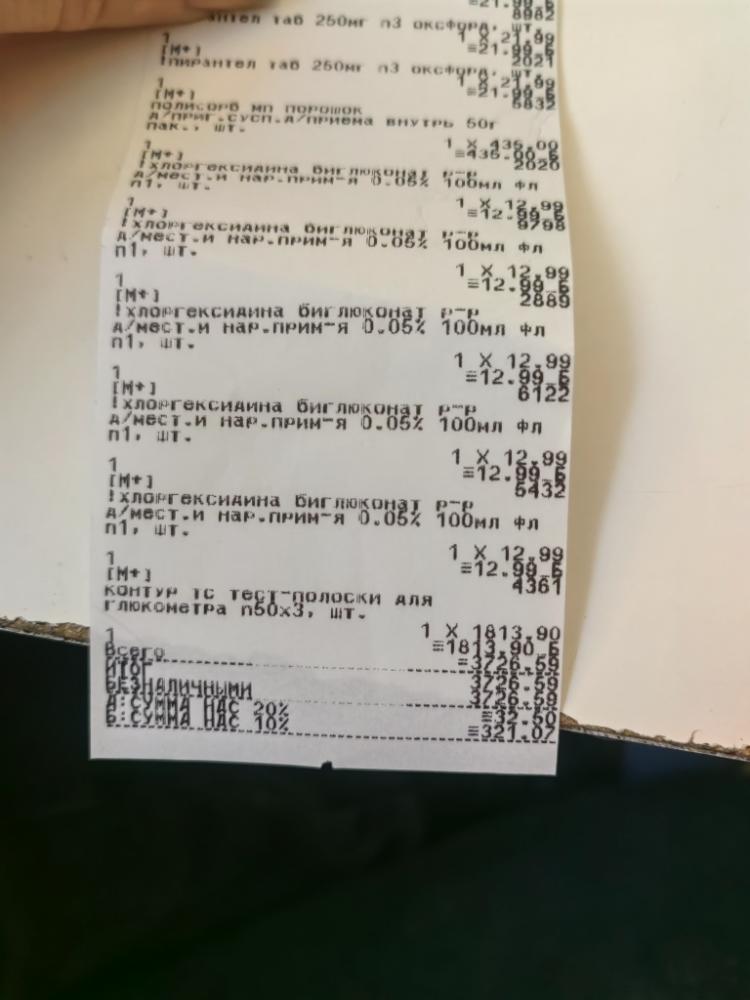 =21.99_Б
8982
таб 250мг п3 оксфорд, шт.
1
1 X 21.99
[М+]
=21.99_Б
2021
!пирантел таб 250мг п3 оксфорд, шт.
1
1 X 21.99
[М+]
=21.99_Б
5832
полисорб мп порошок
д/приг.сусп.д/приема внутрь 50г
пак., шт.
1
1 X 435.00
[М+]
=435.00_Б
2020
!хлоргексидина биглюконат р-р
д/мест.и нар.прим-я 0.05% 100мл фл
п1, шт.
1
1 X 12.99
[М+]
=12.99_Б
9798
!хлоргексидина биглюконат р-р
д/мест.и нар.прим-я 0.05% 100мл фл
п1, шт.
1
1 X 12.99
[М+]
=12.99_Б
2889
!хлоргексидина биглюконат р-р
д/мест.и нар.прим-я 0.05% 100мл фл
п1, шт.
1
1 X 12.99
[М+]
=12.99_Б
6122
!хлоргексидина биглюконат р-р
д/мест.и нар.прим-я 0.05% 100мл фл
п1, шт.
1
1 X 12.99
[М+]
=12.99_Б
5432
!хлоргексидина биглюконат р-р
д/мест.и нар.прим-я 0.05% 100мл фл
п1, шт.
1
1 X 12.99
[М+]
=12.99_Б
4361
контур тс тест-полоски для
глюкометра n50x3, шт.
1
1 X 1813.90
=1813.90_Б
Всего =3726.59
ИТОГ =3726.59
БЕЗНАЛИЧНЫМИ =3726.59
А:СУММА НДС 20% =32.50
Б:СУММА НДС 10% =321.07